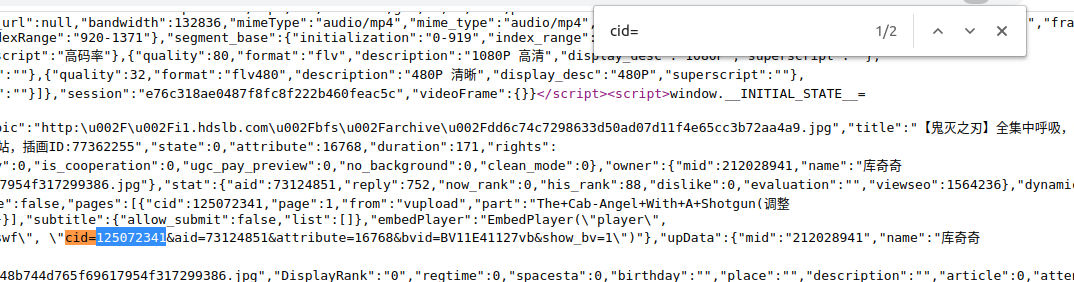 _url":null,"bandwidth":132836,"mimeType":"audio/mp4","mime_type":"audio/mp4",
cid=
1/2
","fra
dexRange":"920-1371"},"segment_base":{"initialization":"0-919","index_range":
cript":"高码率"},{"quality":80,"format":"flv","description":"1080P 高清","display_desc":"1080P","superscript":""},
:""},{"quality":32,"format":"flv480","description":"480P 清晰","display_desc":"480P","superscript":""},
:""}]},"session":"e76c318ae0487f8fc8f222b460feac5c","videoFrame":{}}</script><script>window.__INITIAL_STATE__=
pic":"http:\u002F\u002Fi1.hdslb.com\u002Fbfs\u002Farchive\u002Fdd6c74c7298633d50ad07d11f4e65cc3b72aa4a9.jpg","title":"【鬼灭之刃】全集中呼吸,
站，插画ID:77362255","state":0,"attribute":16768,"duration":171,"rights":
y":0,"is_cooperation":0,"ugc_pay_preview":0,"no_background":0,"clean_mode":0},"owner":{"mid":212028941,"name":"库奇奇
7954f317299386.jpg"},"stat":{"aid":73124851,"reply":752,"now_rank":0,"his_rank":88,"dislike":0,"evaluation":"","viewseo":1564236},"dynamic
e":false,"pages":[{"cid":125072341,"page":1,"from":"vupload","part":"The+Cab-Angel+With+A+Shotgun(调整
}],"subtitle":{"allow_submit":false,"list":[]},"embedPlayer":"EmbedPlayer(\"player\",
swf\", \"cid=125072341&aid=73124851&attribute=16768&bvid=BV11E41127vb&show_bv=1\")"},"upData":{"mid":"212028941","name":"库奇奇
48b744d765f69617954f317299386.jpg","DisplayRank":"0","regtime":0,"spacesta":0,"birthday":"","place":"","description":"","article":0,"atte